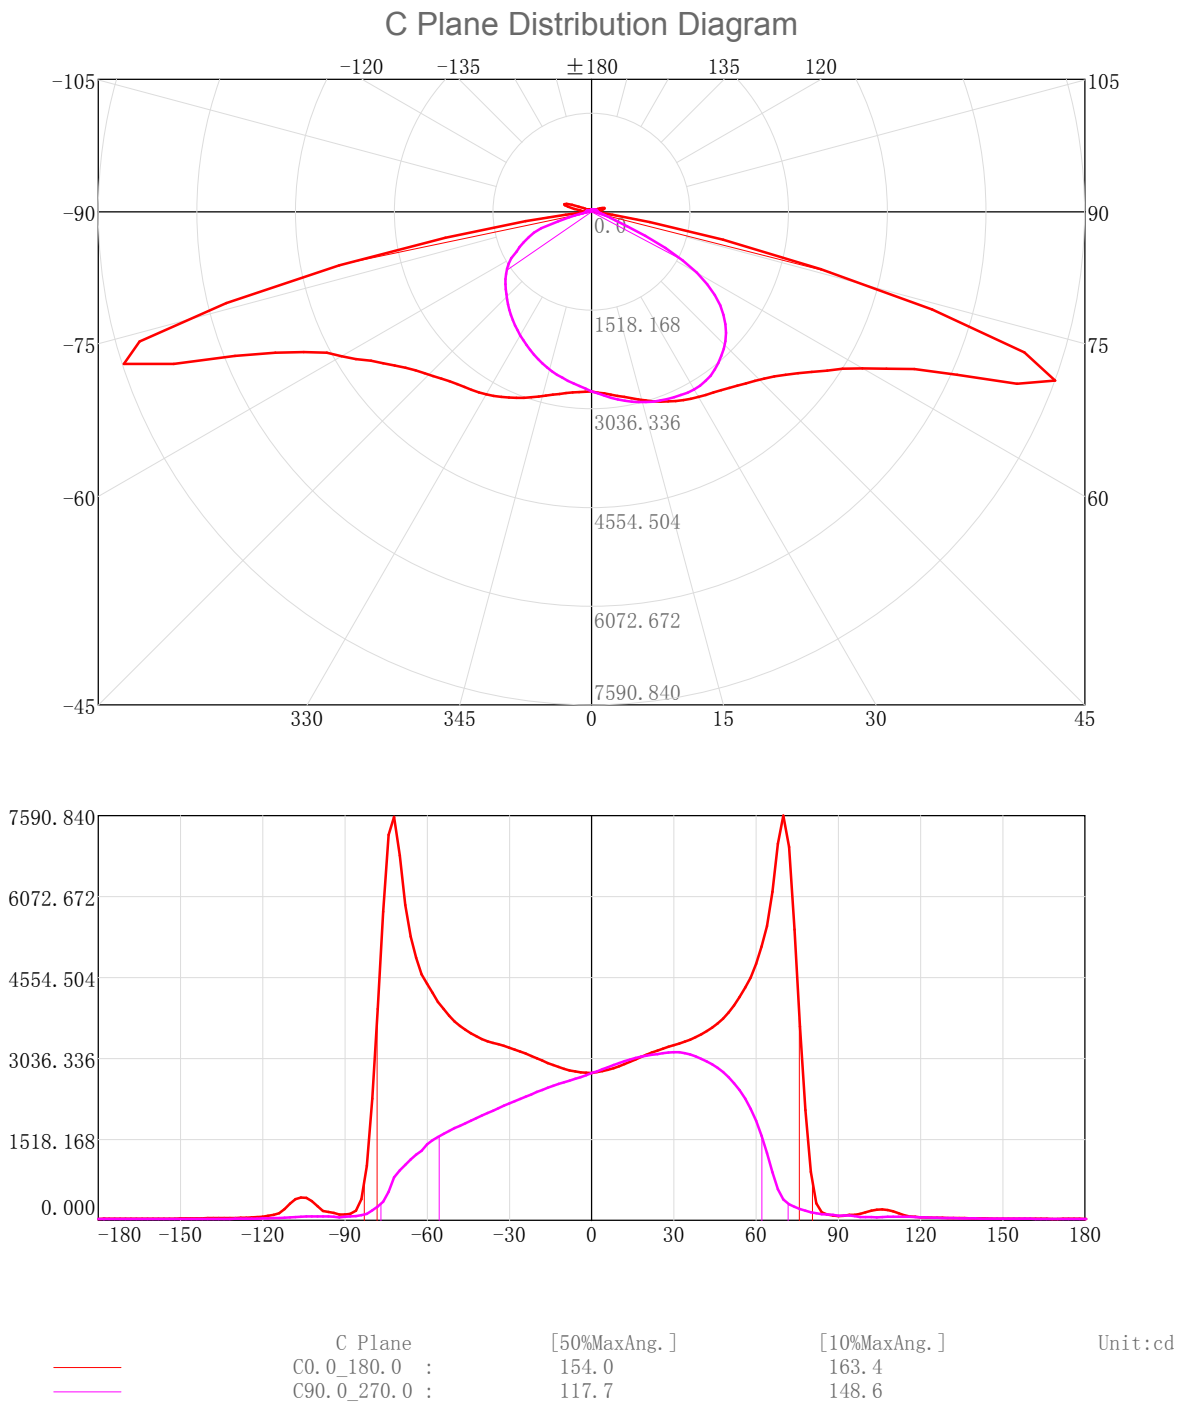 C Plane Distribution Diagram
-120 -135 ±180 135 120
-105 105
-90 90
0.0
1518.168
-75 75
3036.336
-60 60
4554.504
6072.672
7590.840
-45
330 345 0 15 30 45
7590.840
6072.672
4554.504
3036.336
1518.168
0.000
-180 -150 -120 -90 -60 -30 0 30 60 90 120 150 180
C Plane [50%MaxAng.] [10%MaxAng.] Unit:cd
C0.0_180.0 : 154.0 163.4
C90.0_270.0 : 117.7 148.6